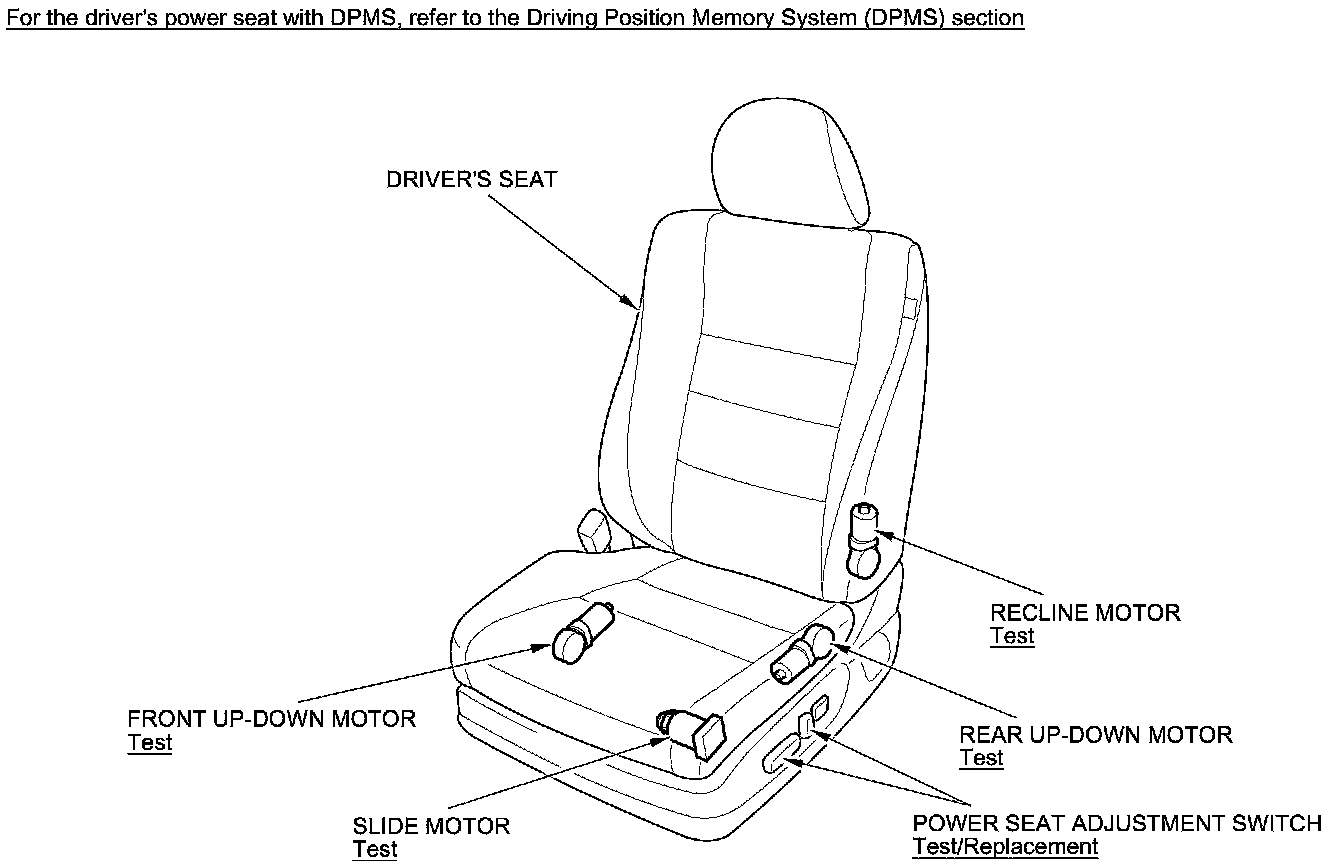 For the driver's power seat with DPMS, refer to the Driving Position Memory System (DPMS) section
DRIVER'S SEAT
RECLINE MOTOR
Test
FRONT UP-DOWN MOTOR
Test
REAR UP-DOWN MOTOR
Test
SLIDE MOTOR
Test
POWER SEAT ADJUSTMENT SWITCH
Test/Replacement